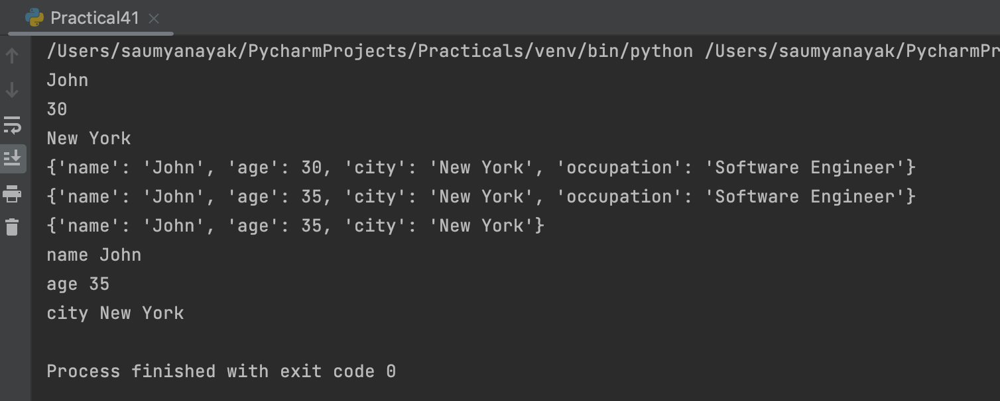 Practical41
/Users/saumyanayak/PycharmProjects/Practicals/venv/bin/python /Users/saumyanayak/PycharmPr
John
30
New York
{'name': 'John', 'age': 30, 'city': 'New York', 'occupation': 'Software Engineer'}
{'name': 'John', 'age': 35, 'city': 'New York', 'occupation': 'Software Engineer'}
{'name': 'John', 'age': 35, 'city': 'New York'}
name John
age 35
city New York
Process finished with exit code 0